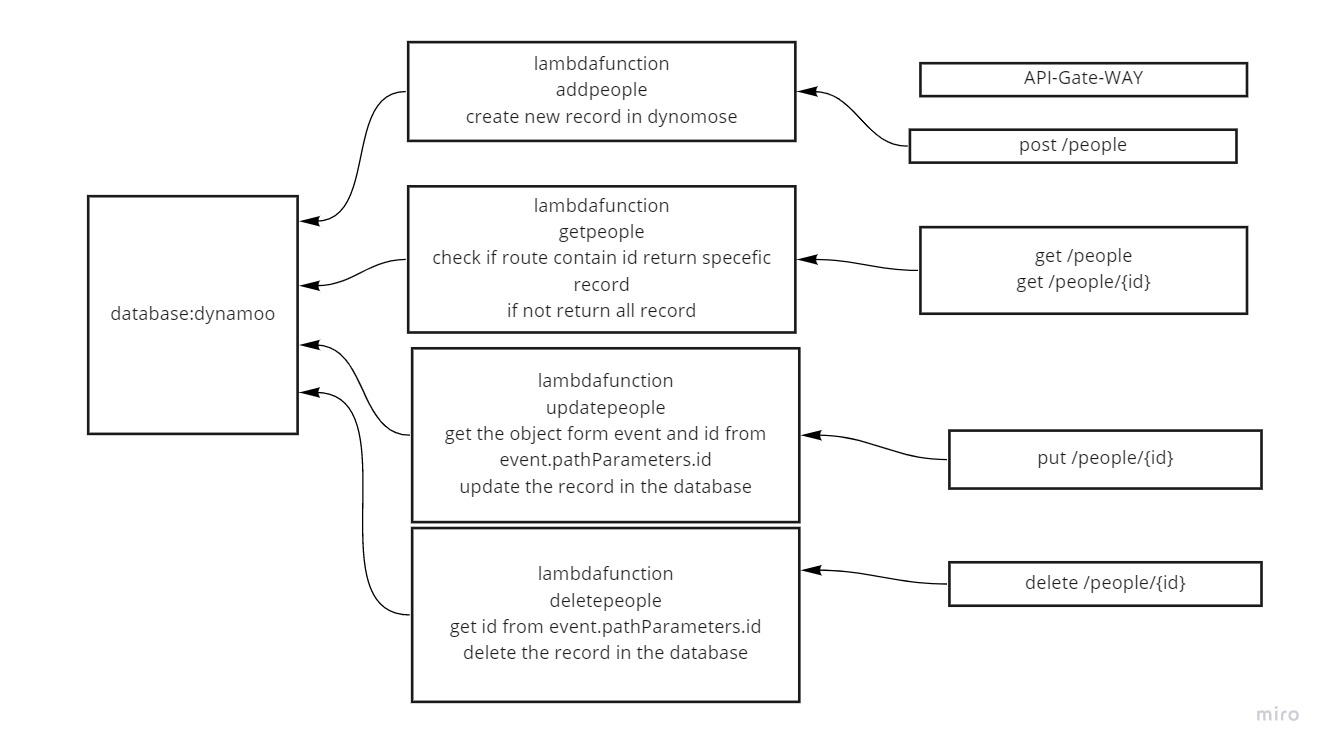 lambdafunction
addpeople
create new record in dynomose
API-Gate-WAY
post /people
lambdafunction
getpeople
check if route contain id return specefic
record
if not return all record
get /people
get /people/{id}
database:dynamoo
lambdafunction
updatepeople
get the object form event and id from
event.pathParameters.id
update the record in the database
put /people/{id}
lambdafunction
deletepeople
get id from event.pathParameters.id
delete the record in the database
delete /people/{id}
miro